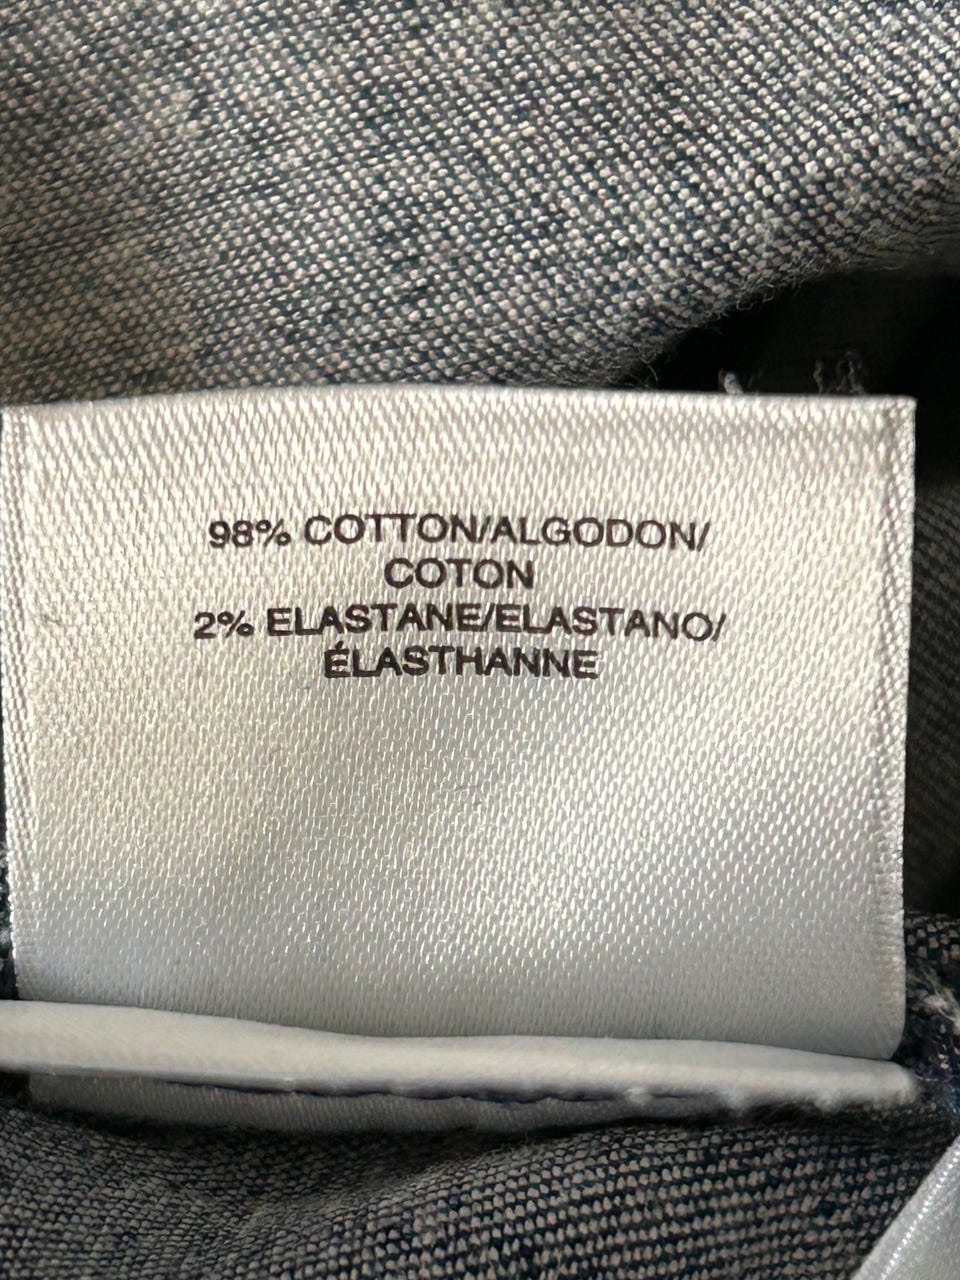 98% COTTON/ALGODON/
COTON
2% ELASTANE/ELASTANO/
ÉLASTHANNE